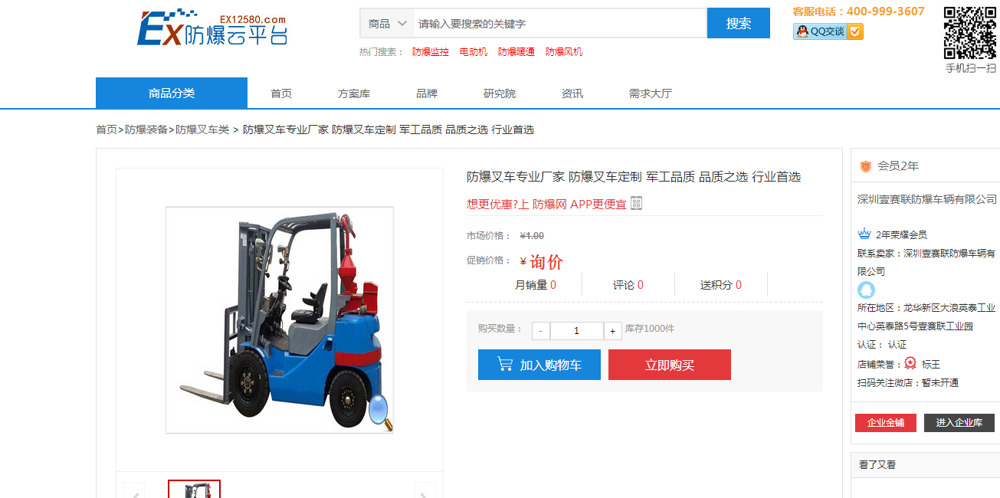 EX12580.com
Ex防爆云平台
商品
请输入要搜索的关键字
搜索
热门搜索： 防爆监控 电动机 防爆暖通 防爆风机
客服电话：400-999-3607
QQ交谈
手机扫一扫
商品分类 首页 方案库 品牌 研究院 资讯 需求大厅
首页>防爆装备>防爆叉车类 > 防爆叉车专业厂家 防爆叉车定制 军工品质 品质之选 行业首选
防爆叉车专业厂家 防爆叉车定制 军工品质 品质之选 行业首选
想更优惠?上 防爆网 APP更便宜
市场价格： ¥1.00
促销价格： ¥ 询价
月销量 0 评论 0 送积分 0
购买数量： - 1 + 库存1000件
加入购物车 立即购买
会员2年
深圳壹赛联防爆车辆有限公司
2年荣耀会员
联系卖家：深圳壹赛联防爆车辆有
限公司
所在地区：龙华新区大浪英泰工业
中心英泰路5号壹赛联工业园
认证： 认证
店铺荣誉： 标王
扫码关注微店：暂未开通
企业金铺 进入企业库
看了又看